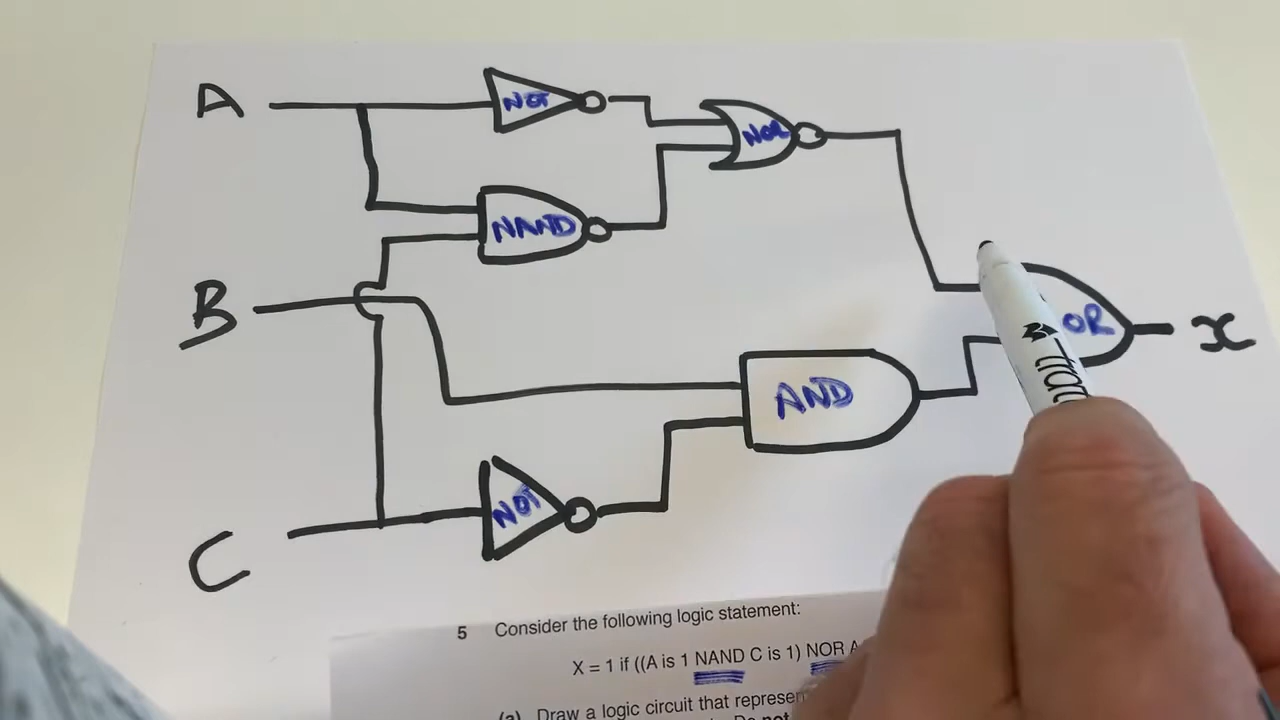 A
NOT
NOR
NAND
B
OR
x
AND
NOT
C
5 Consider the following logic statement:
X = 1 if ((A is 1 NAND C is 1) NOR A
(a) Draw a logic circuit that represen
not